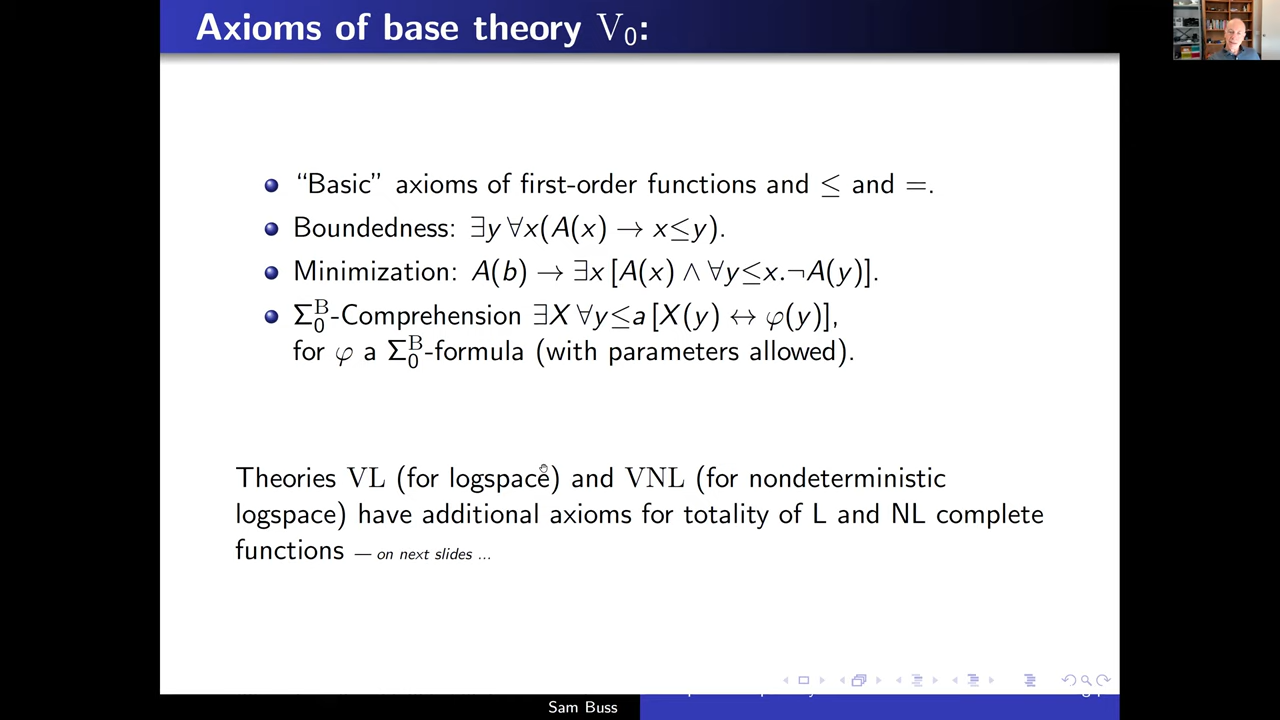 Axioms of base theory V₀:
“Basic” axioms of first-order functions and ≤ and =.
Boundedness: ∃y ∀x(A(x) → x≤y).
Minimization: A(b) → ∃x [A(x) ∧ ∀y≤x.¬A(y)].
Σ₀ᴮ-Comprehension ∃X ∀y≤a [X(y) ↔ φ(y)],
for φ a Σ₀ᴮ-formula (with parameters allowed).
Theories VL (for logspace) and VNL (for nondeterministic
logspace) have additional axioms for totality of L and NL complete
functions — on next slides ...
Sam Buss